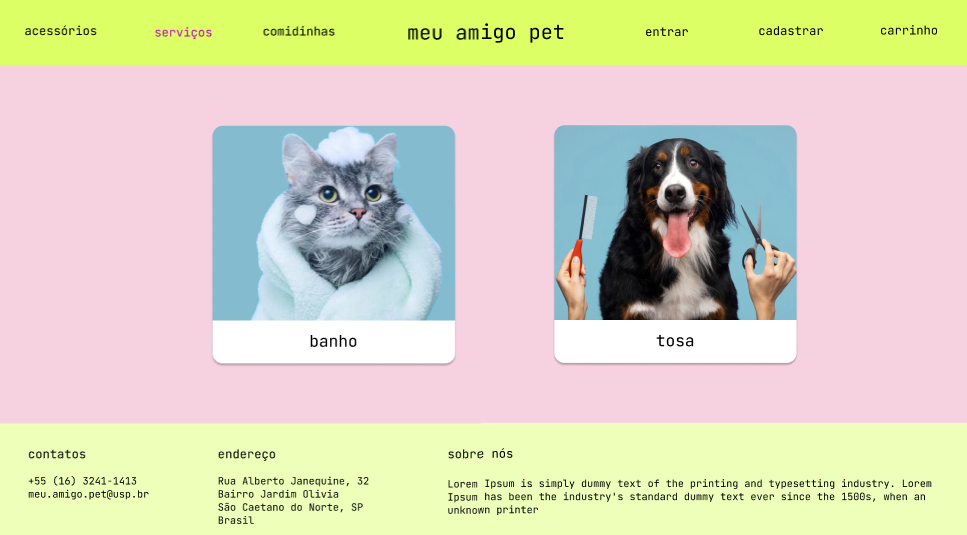 acessórios serviços comidinhas meu amigo pet entrar cadastrar carrinho
banho
tosa
contatos
+55 (16) 3241-1413
meu.amigo.pet@usp.br
endereço
Rua Alberto Janequine, 32
Bairro Jardim Olivia
São Caetano do Norte, SP
Brasil
sobre nós
Lorem Ipsum is simply dummy text of the printing and typesetting industry. Lorem
Ipsum has been the industry's standard dummy text ever since the 1500s, when an
unknown printer